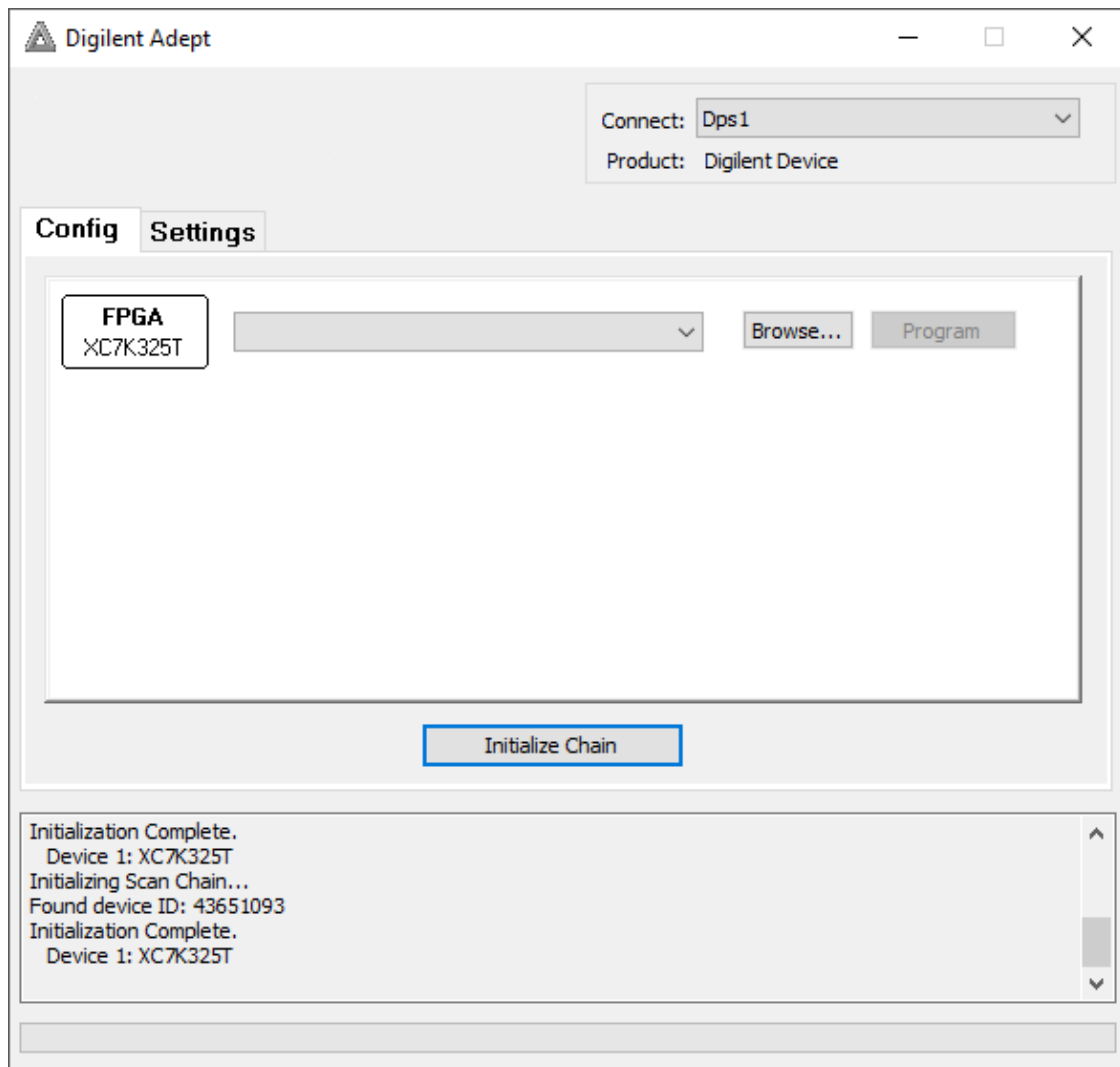 Digilent Adept
Connect: Dps1
Product: Digilent Device
Config Settings
FPGA
XC7K325T
Browse... Program
Initialize Chain
Initialization Complete.
Device 1: XC7K325T
Initializing Scan Chain...
Found device ID: 43651093
Initialization Complete.
Device 1: XC7K325T